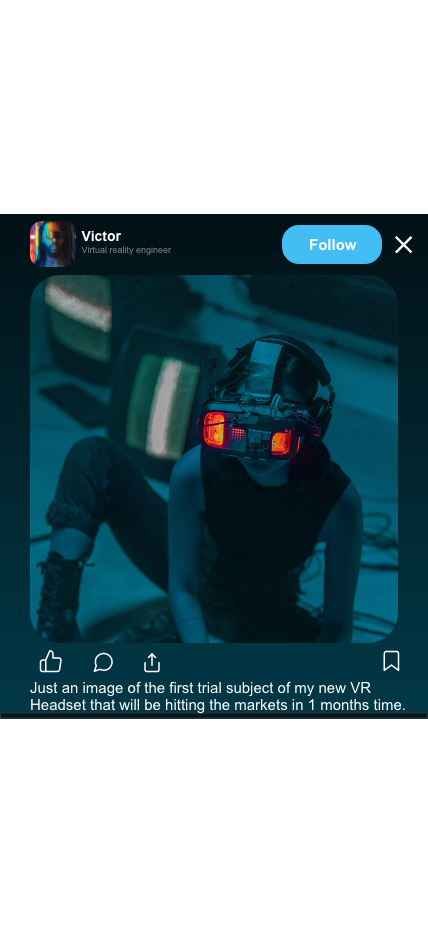 Victor
Virtual reality engineer
Follow
Just an image of the first trial subject of my new VR
Headset that will be hitting the markets in 1 months time.